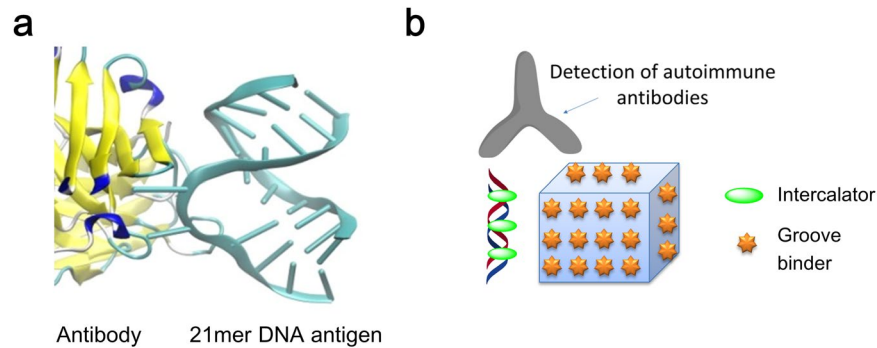 a
Antibody
21mer DNA antigen
b
Detection of autoimmune
antibodies
Intercalator
Groove
binder